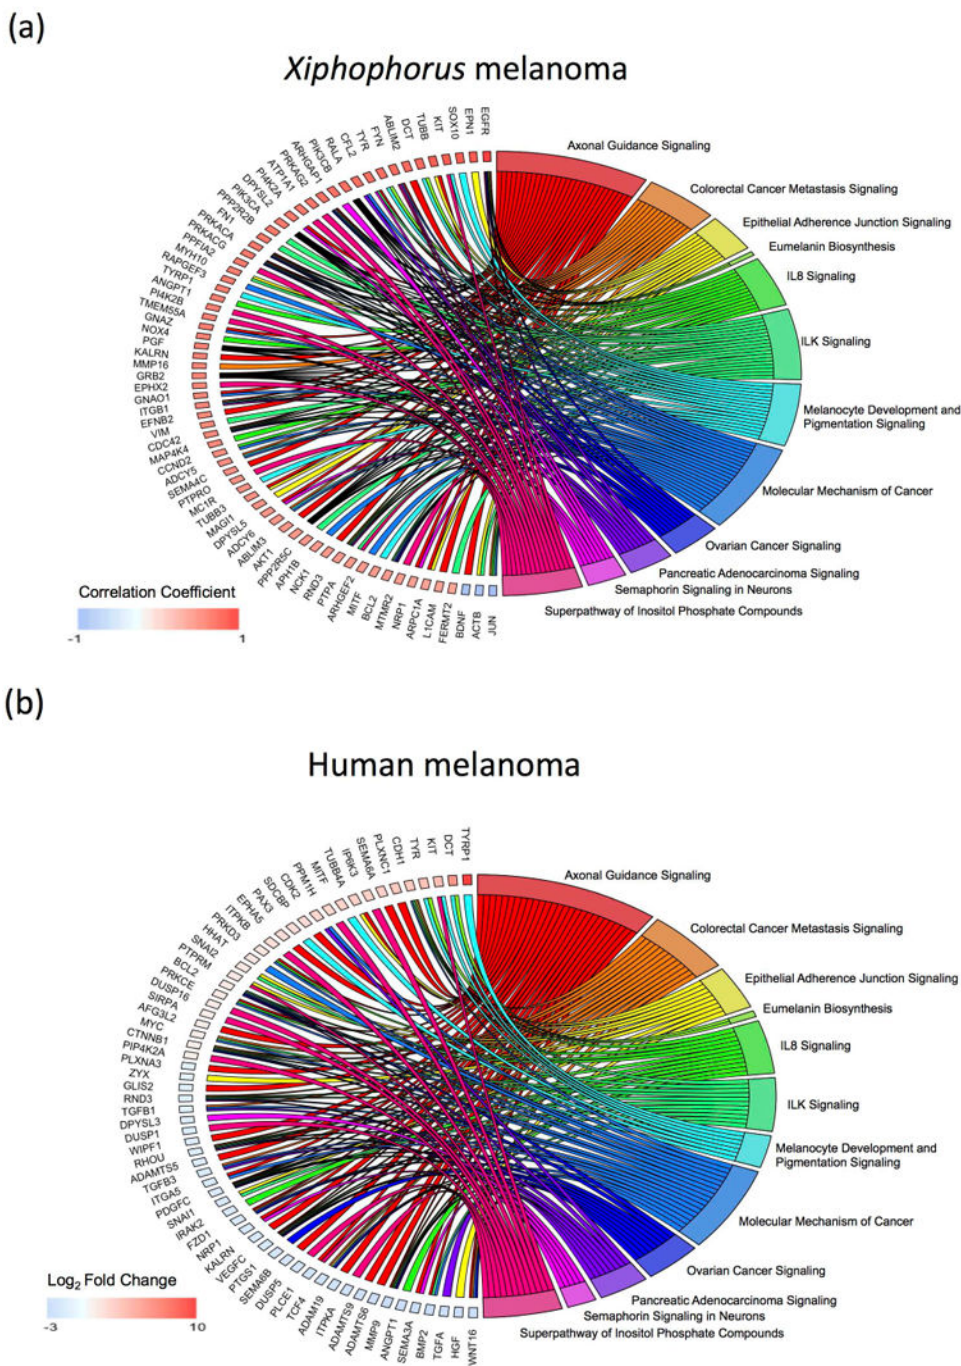 (a)
Xiphophorus melanoma
EGFR
EPN1
SOX10
KIT
TUBB
DCT
ABLIM2
FYN
TYR
CFL2
RALA
PIK3CB
ARHGAP1
PRKAG2
ATP1A1
PI4K2A
DPYSL2
PIK3CA
PPP2R2B
FN1
PRKACA
PRKACG
PPFIA2
MYH10
RAPGEF3
TYRP1
ANGPT1
PI4K2B
TMEM55A
GNAZ
NOX4
PGF
KALRN
MMP16
GRB2
EPHX2
GNAO1
ITGB1
EFNB2
VIM
CDC42
MAP4K4
CCND2
ADCY5
SEMA4C
PTPRO
MC1R
TUBB3
MAGI1
DPYSL5
ADCY6
ABLIM3
AKT1
PPP2R5C
APH1B
NCK1
RND3
PTPA
ARHGEF2
MITF
BCL2
MTMR2
NRP1
ARPC1A
L1CAM
FERMT2
BDNF
ACTB
JUN
Axonal Guidance Signaling
Colorectal Cancer Metastasis Signaling
Epithelial Adherence Junction Signaling
Eumelanin Biosynthesis
IL8 Signaling
ILK Signaling
Melanocyte Development and
Pigmentation Signaling
Molecular Mechanism of Cancer
Ovarian Cancer Signaling
Pancreatic Adenocarcinoma Signaling
Semaphorin Signaling in Neurons
Superpathway of Inositol Phosphate Compounds
Correlation Coefficient
-1 1
(b)
Human melanoma
TYRP1
DCT
KIT
TYR
CDH1
PLXNC1
SEMA6A
IP6K3
TUBB4A
MITF
PPM1H
CDK2
SDCBP
PAX3
EPHA5
ITPKB
PRKD3
HHAT
SNAI2
PTPRM
BCL2
PRKCE
DUSP16
SIRPA
AFG3L2
MYC
CTNNB1
PIP4K2A
PLXNA3
ZYX
GLIS2
RND3
TGFB1
DPYSL3
DUSP1
WIPF1
RHOU
ADAMTS5
TGFB3
ITGA5
PDGFC
SNAI1
IRAK2
FZD1
NRP1
KALRN
VEGFC
PTGS1
SEMA6B
DUSP5
PLCE1
TCF4
ADAM19
ITPKA
ADAMTS9
ADAMTS6
MMP9
ANGPT1
SEMA3A
BMP2
TGFA
HGF
WNT16
Axonal Guidance Signaling
Colorectal Cancer Metastasis Signaling
Epithelial Adherence Junction Signaling
Eumelanin Biosynthesis
IL8 Signaling
ILK Signaling
Melanocyte Development and
Pigmentation Signaling
Molecular Mechanism of Cancer
Ovarian Cancer Signaling
Pancreatic Adenocarcinoma Signaling
Semaphorin Signaling in Neurons
Superpathway of Inositol Phosphate Compounds
Log2 Fold Change
-3 10